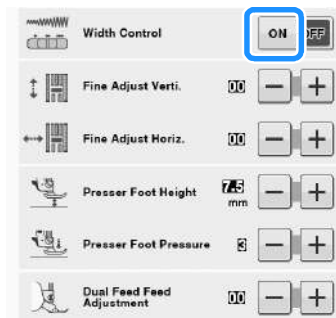 Width Control ON OFF
Fine Adjust Verti. 00 − +
Fine Adjust Horiz. 00 − +
Presser Foot Height 7.5 mm − +
Presser Foot Pressure 3 − +
Dual Feed Feed
Adjustment 00 − +